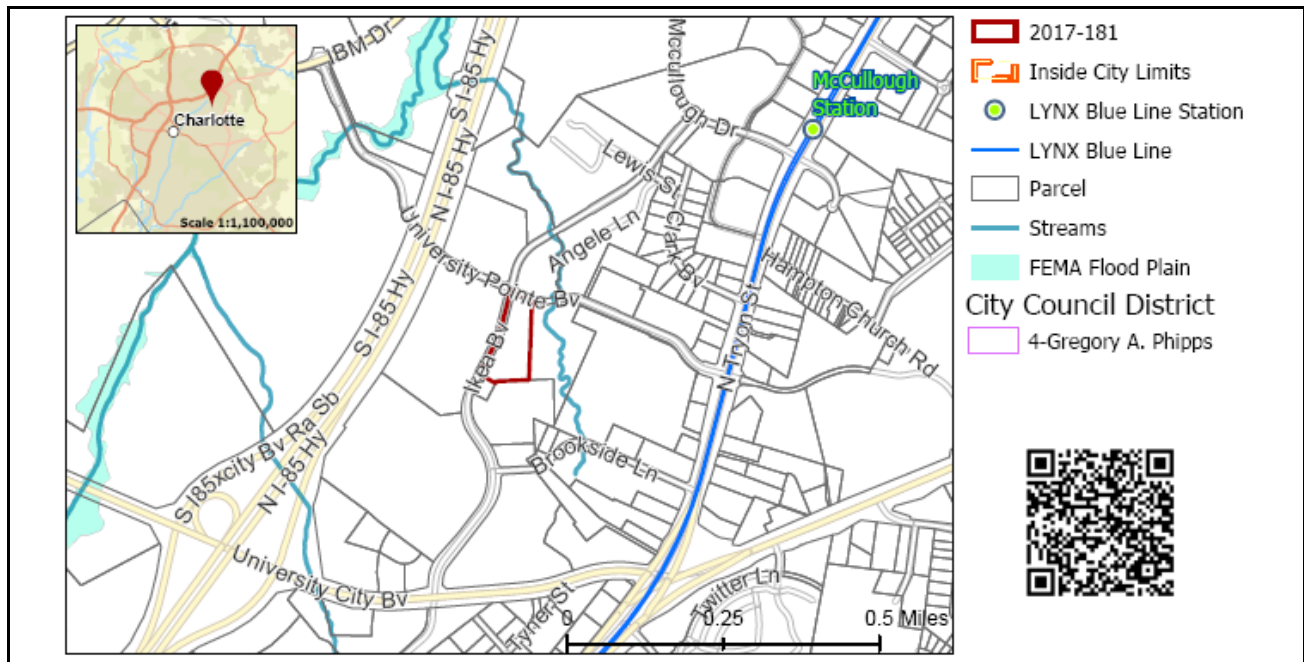 Charlotte
Scale 1:1,100,000
IBM Dr
S I-85 Hy
N I-85 Hy
Mccullough Dr
McCullough
Station
Lewis St
Clark Bv
Angele Ln
University Pointe Bv
Hampton Church Rd
Ikea Bv
N Tryon St
S I-85 Hy
N I-85 Hy
S I85xcity Bv Ra Sb
Brookside Ln
University City Bv
Tyner St
Twitter Ln
0 0.25 0.5 Miles
2017-181
Inside City Limits
LYNX Blue Line Station
LYNX Blue Line
Parcel
Streams
FEMA Flood Plain
City Council District
4-Gregory A. Phipps